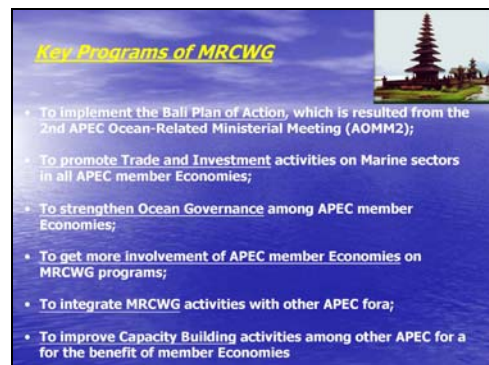 Key Programs of MRCWG
• To implement the Bali Plan of Action, which is resulted from the
2nd APEC Ocean-Related Ministerial Meeting (AOMM2);
• To promote Trade and Investment activities on Marine sectors
in all APEC member Economies;
• To strengthen Ocean Governance among APEC member
Economies;
• To get more involvement of APEC member Economies on
MRCWG programs;
• To integrate MRCWG activities with other APEC fora;
• To improve Capacity Building activities among other APEC for a
for the benefit of member Economies